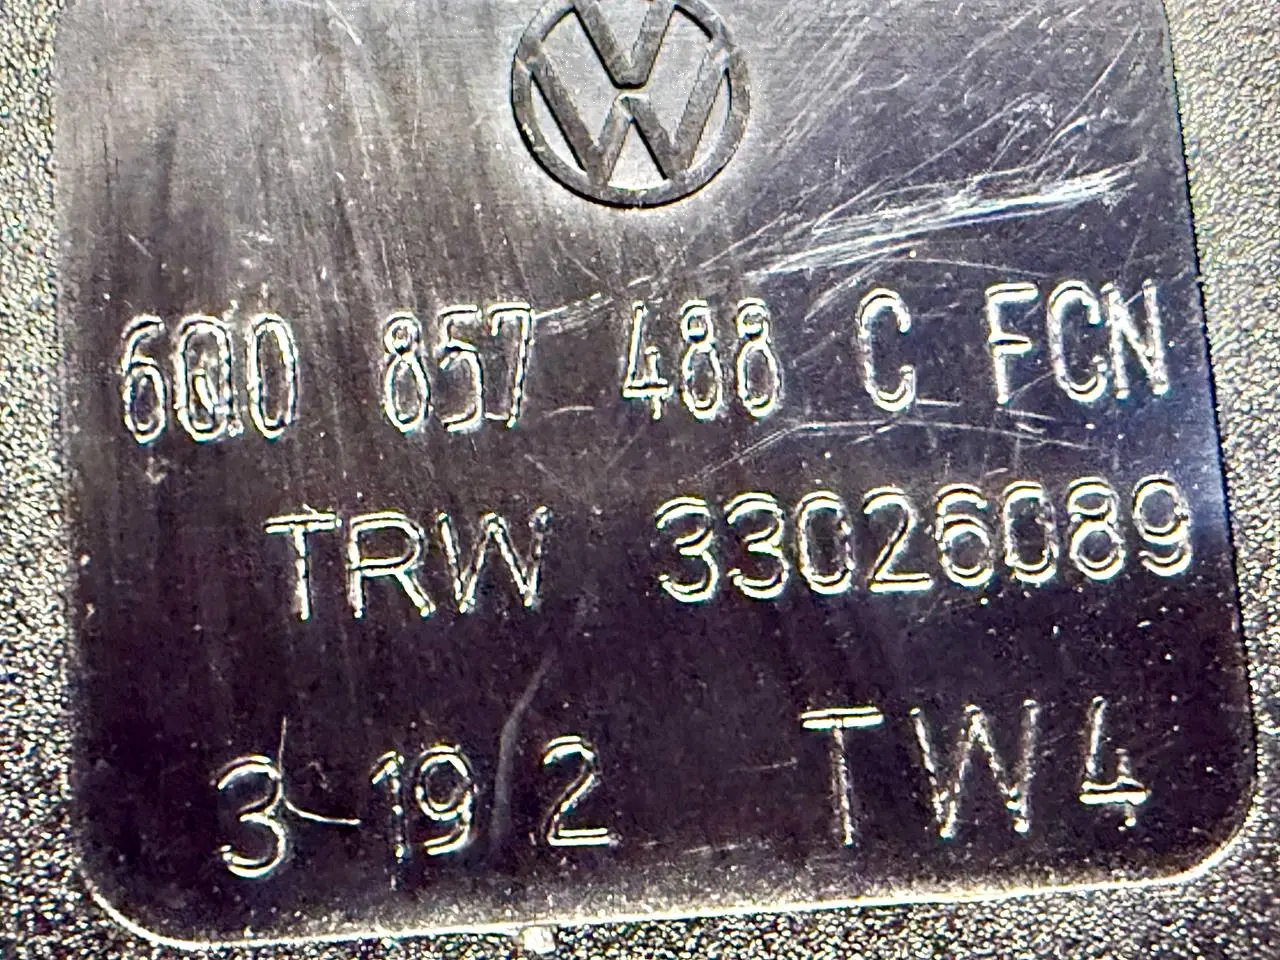 6Q0 857 488 C FCN
TRW 33026089
3 19 2 TW4